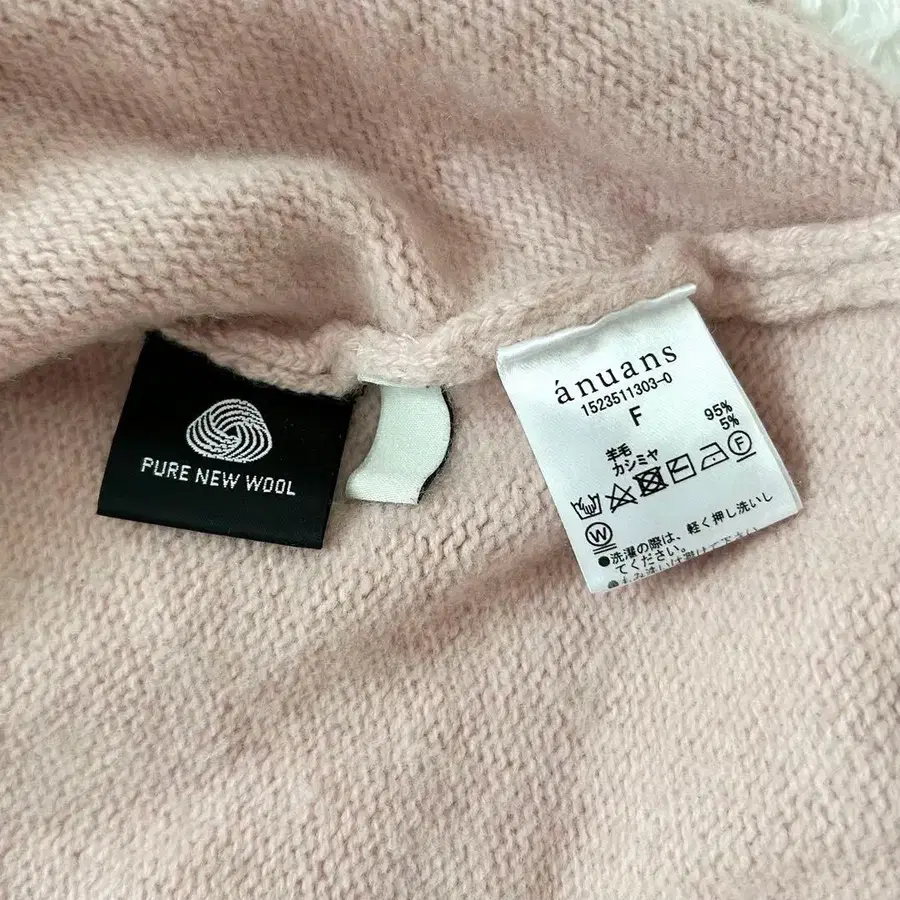 PURE NEW WOOL
ánuans
1523511303-0
F
羊毛 95%
カシミヤ 5%
F
W
●洗濯の際は、軽く押し洗いし
てください。